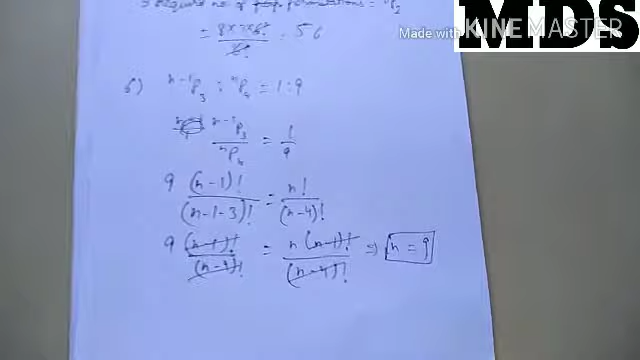 MDS
Made with KINEMASTER
= 8x7x6! / 6! = 56
6) ⁿ⁻¹P₃ : ⁿP₄ = 1:9
ⁿ⁻¹P₃ / ⁿP₄ = 1/9
9 (n-1)! / (n-1-3)! = n! / (n-4)!
9 (n-1)! / (n-4)! = n (n-1)! / (n-4)! ⇒ n = 9